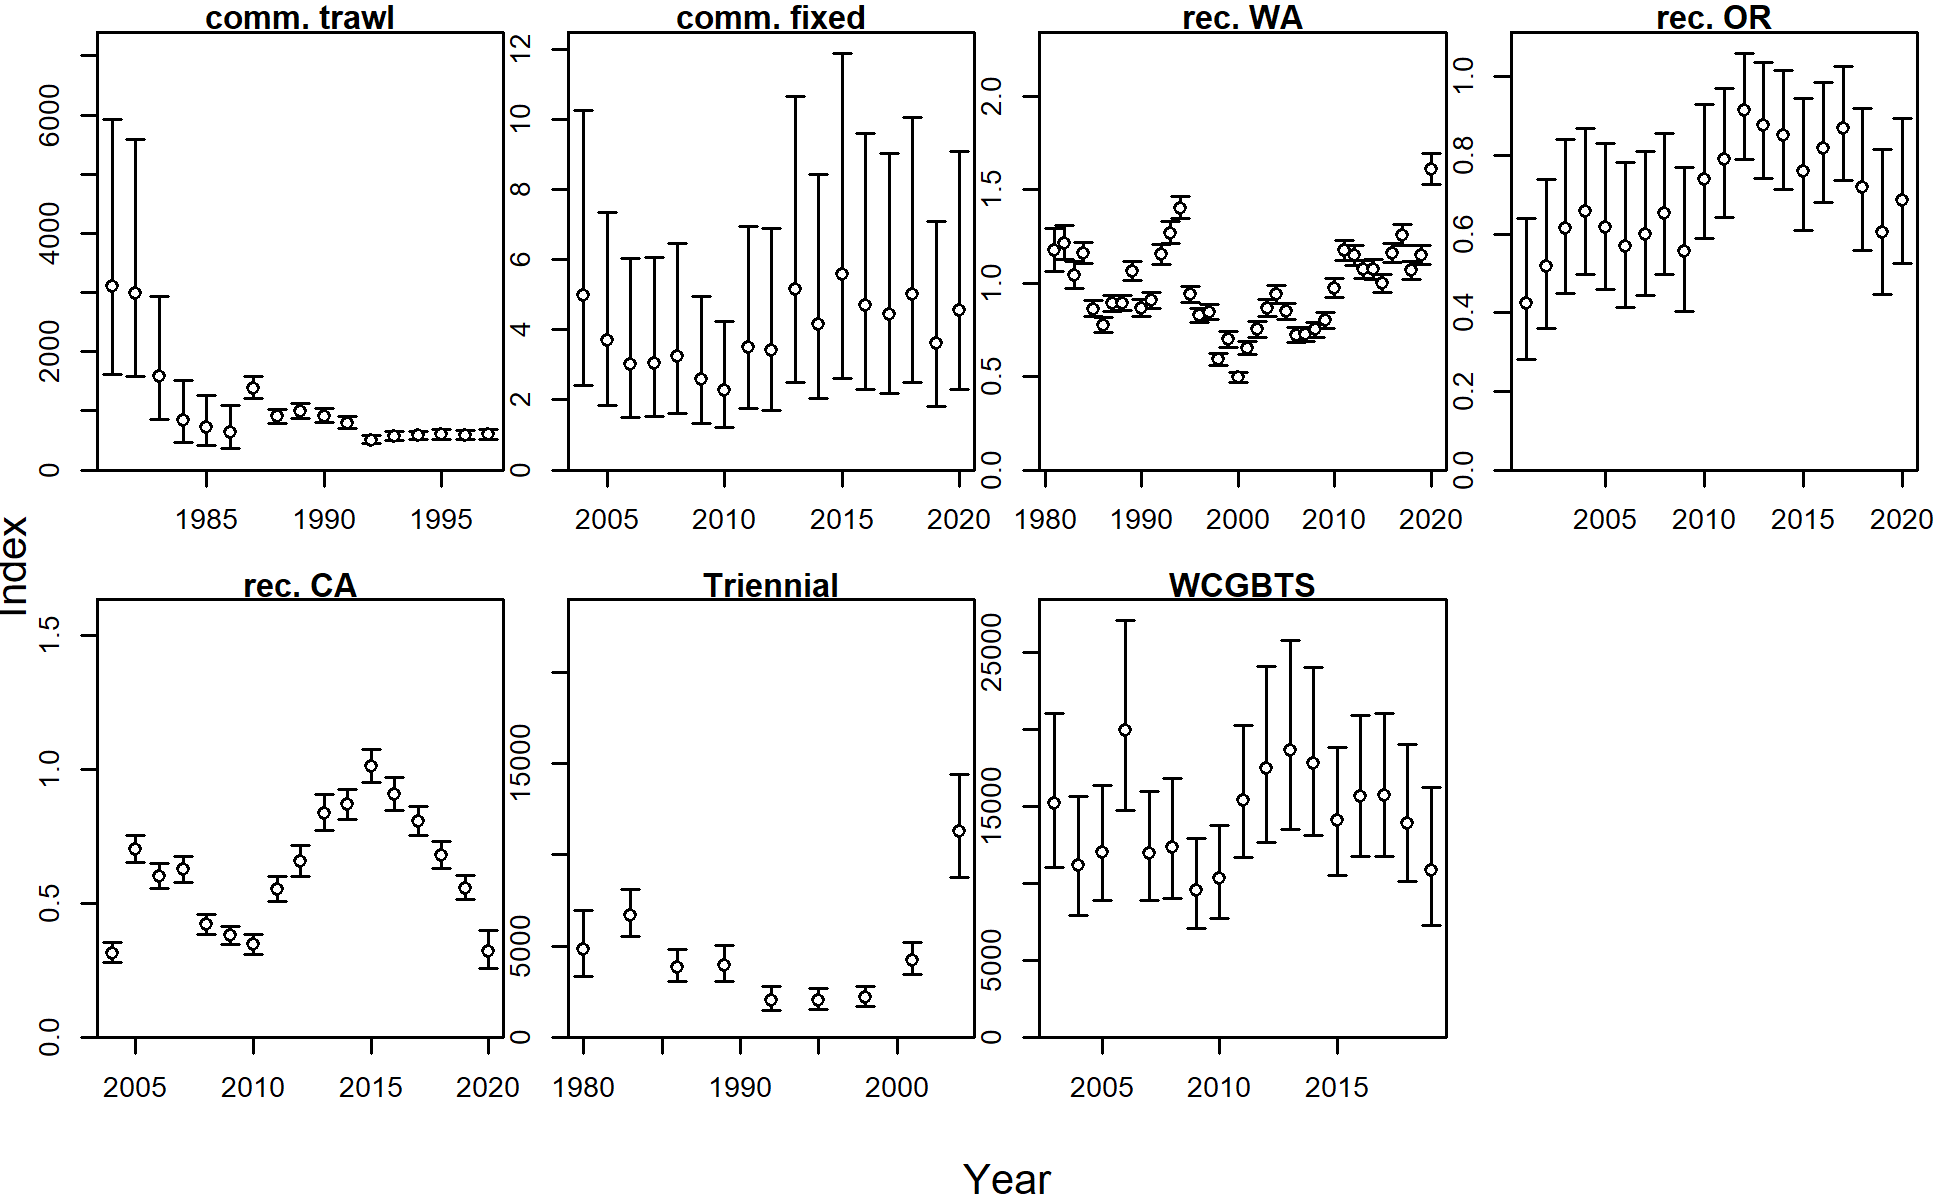 comm. trawl
0 2000 4000 6000
1985 1990 1995
comm. fixed
0 2 4 6 8 10 12
2005 2010 2015 2020
rec. WA
0.0 0.5 1.0 1.5 2.0
1980 1990 2000 2010 2020
rec. OR
0.0 0.2 0.4 0.6 0.8 1.0
2005 2010 2015 2020
Index
rec. CA
0.0 0.5 1.0 1.5
2005 2010 2015 2020
Triennial
0 5000 15000
1980 1990 2000
WCGBTS
0 5000 15000 25000
2005 2010 2015
Year